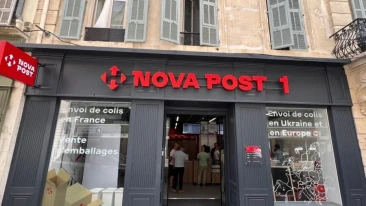 NOVA
POST
NOVA POST 1
Envoi de colis
en France
Vente
d'emballages
Envoi de colis
en Ukraine et
en Europe